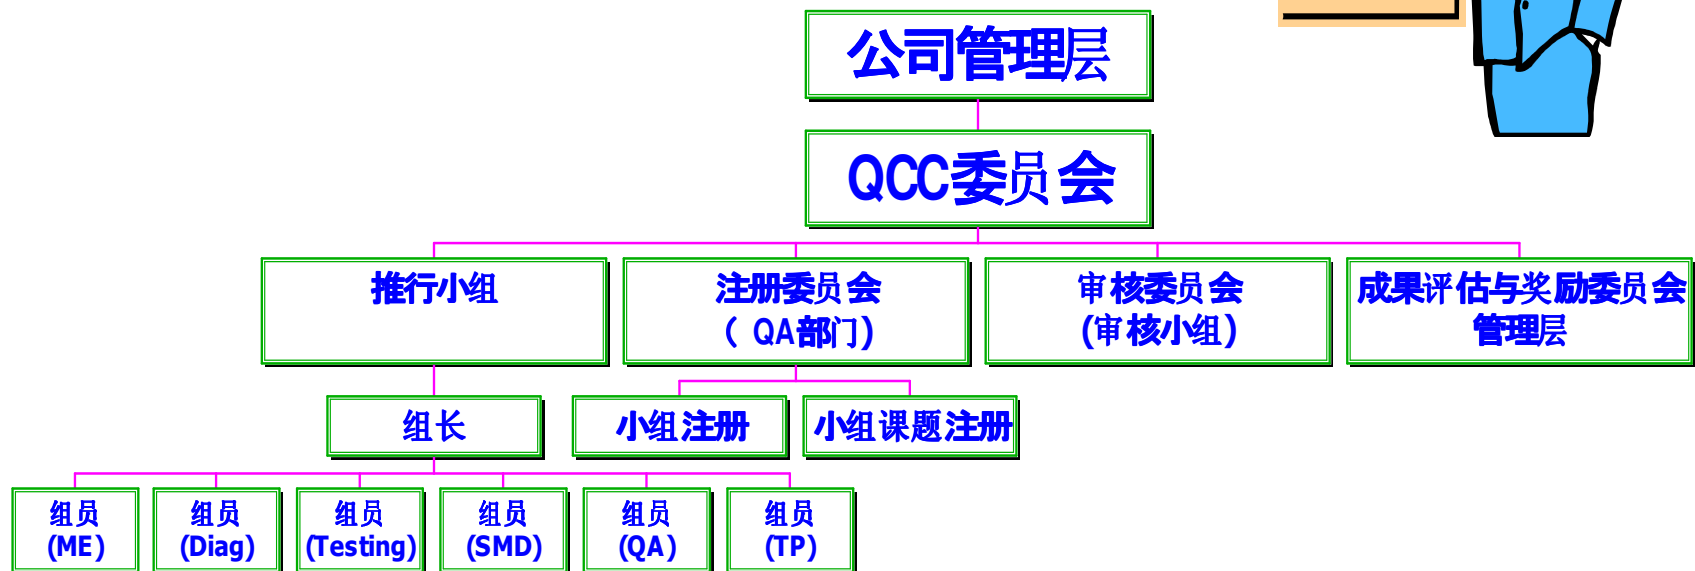 公司管理层
QCC委员会
推行小组
注册委员会
( QA部门)
审核委员会
(审核小组)
成果评估与奖励委员会
管理层
组长
小组注册
小组课题注册
组员
(ME)
组员
(Diag)
组员
(Testing)
组员
(SMD)
组员
(QA)
组员
(TP)